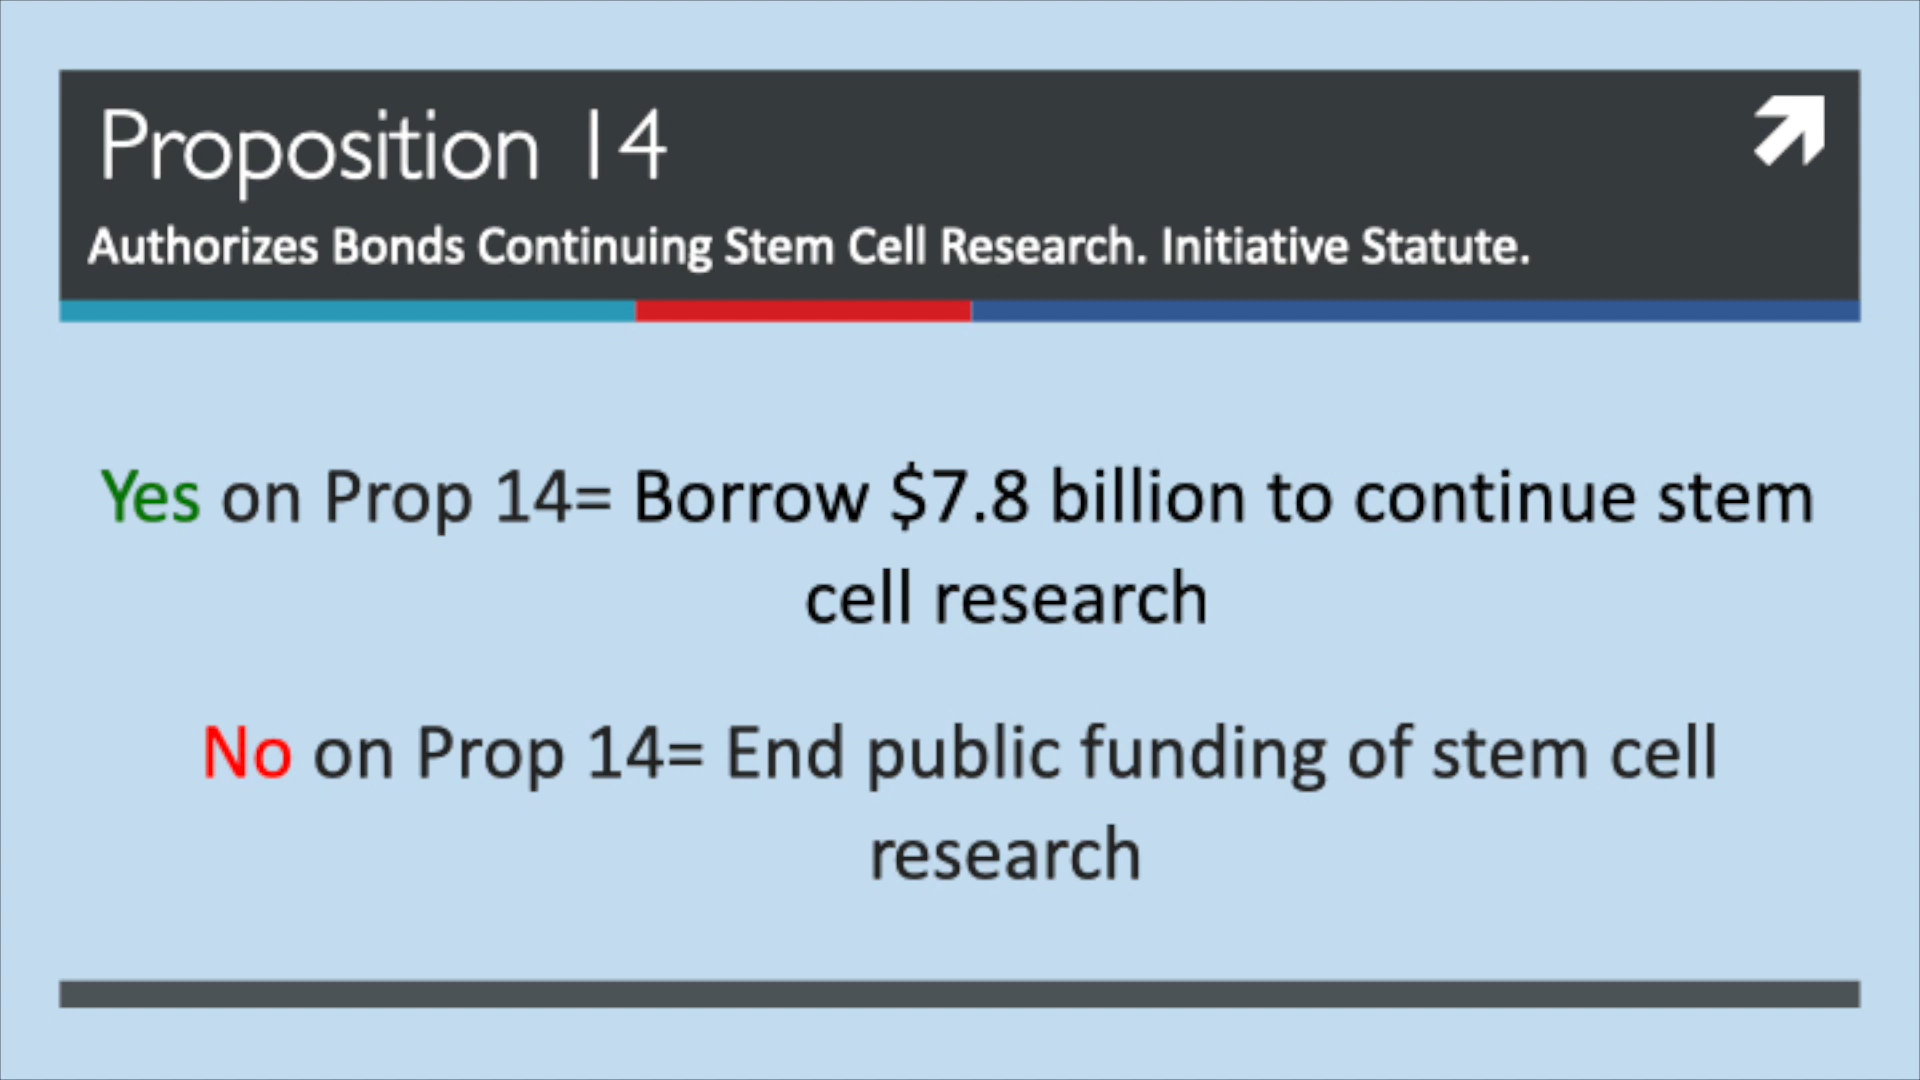 Proposition 14
Authorizes Bonds Continuing Stem Cell Research. Initiative Statute.
Yes on Prop 14= Borrow $7.8 billion to continue stem
cell research
No on Prop 14= End public funding of stem cell
research